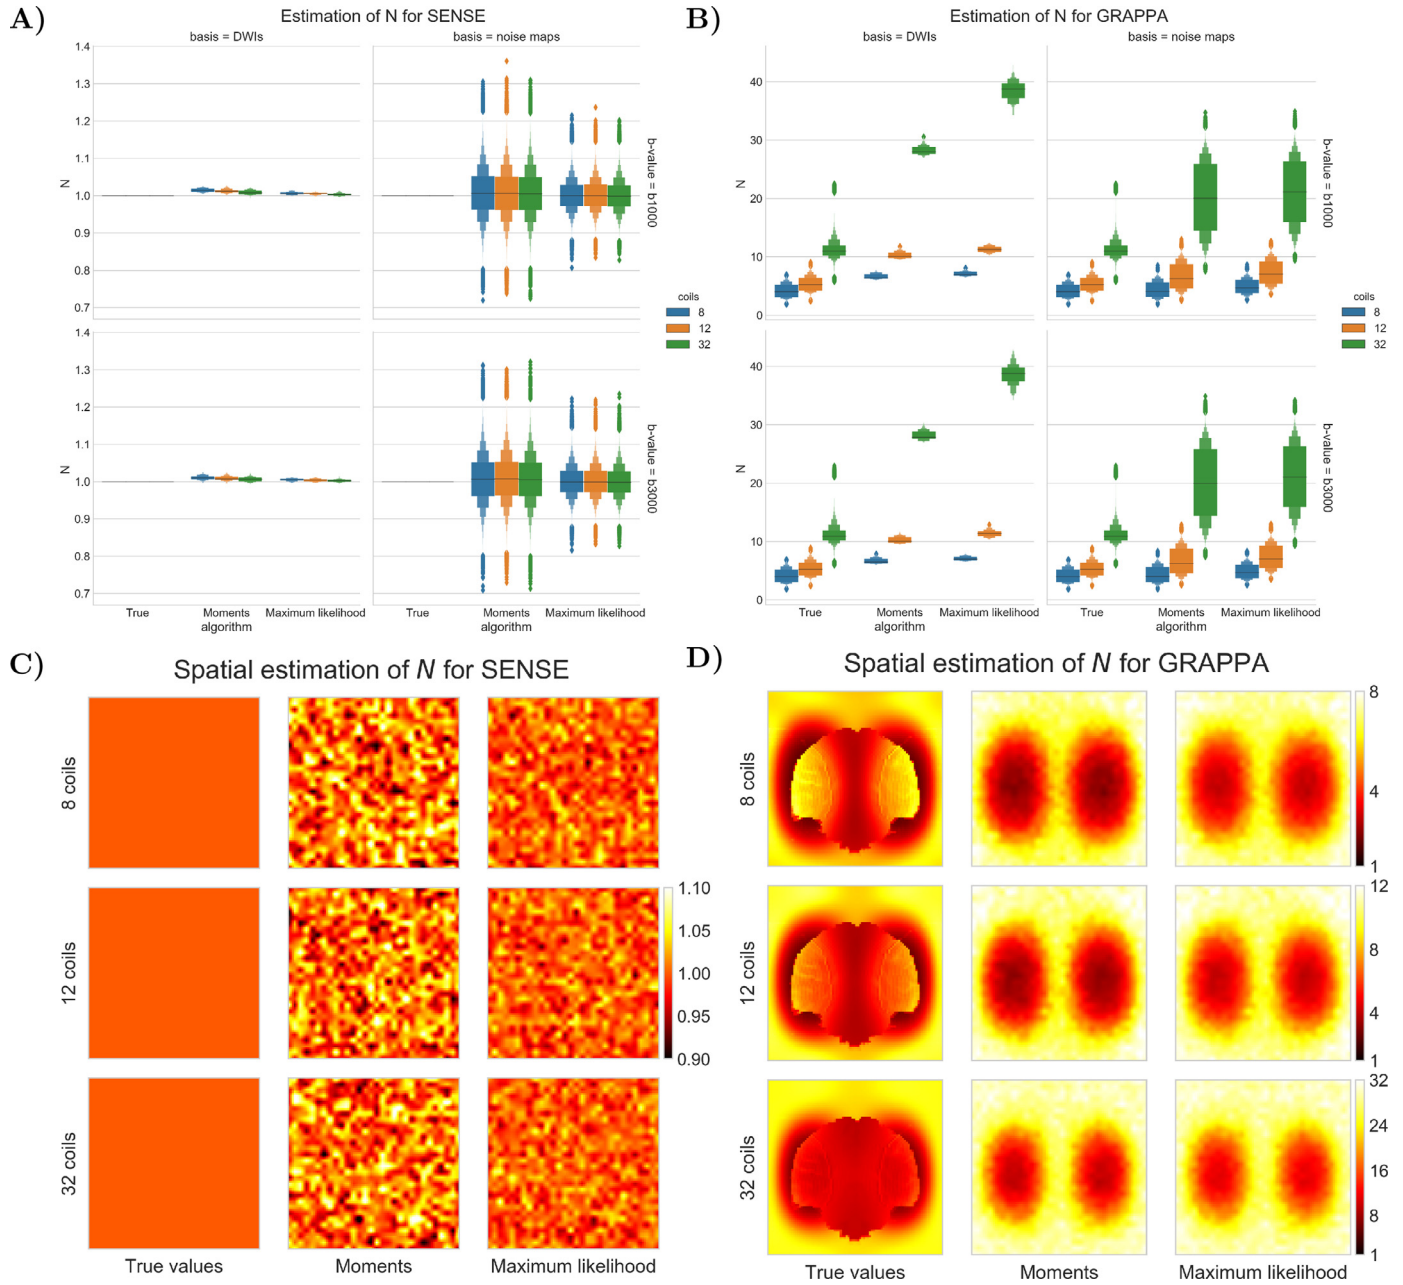 A)
Estimation of N for SENSE
basis = DWIs
basis = noise maps
1.4
1.3
1.2
1.1
1.0
0.9
0.8
0.7
N
b-value = b1000
1.4
1.3
1.2
1.1
1.0
0.9
0.8
0.7
N
b-value = b3000
True
Moments
Maximum likelihood
algorithm
True
Moments
Maximum likelihood
algorithm
coils
8
12
32
B)
Estimation of N for GRAPPA
basis = DWIs
basis = noise maps
40
30
20
10
0
N
b-value = b1000
40
30
20
10
0
N
b-value = b3000
True
Moments
Maximum likelihood
algorithm
True
Moments
Maximum likelihood
algorithm
coils
8
12
32
C)
Spatial estimation of N for SENSE
8 coils
12 coils
32 coils
1.10
1.05
1.00
0.95
0.90
True values
Moments
Maximum likelihood
D)
Spatial estimation of N for GRAPPA
8 coils
8
4
1
12 coils
12
8
4
1
32 coils
32
24
16
8
1
True values
Moments
Maximum likelihood